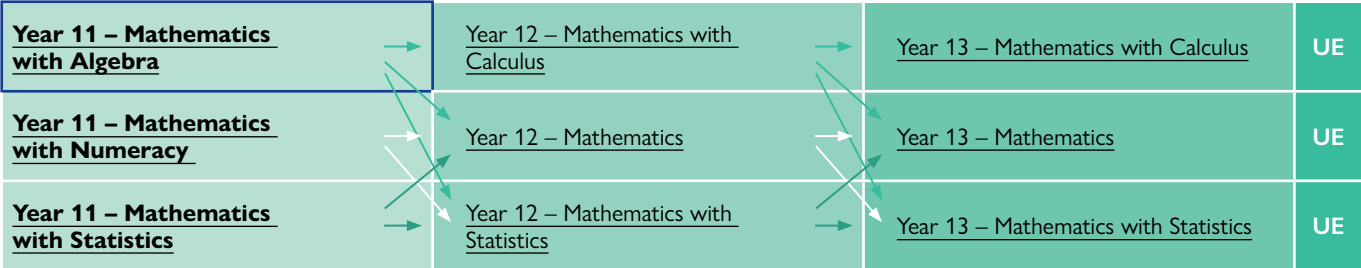 Year 11 – Mathematics
with Algebra
Year 12 – Mathematics with
Calculus
Year 13 – Mathematics with Calculus
UE
Year 11 – Mathematics
with Numeracy
Year 12 – Mathematics
Year 13 – Mathematics
UE
Year 11 – Mathematics
with Statistics
Year 12 – Mathematics with
Statistics
Year 13 – Mathematics with Statistics
UE